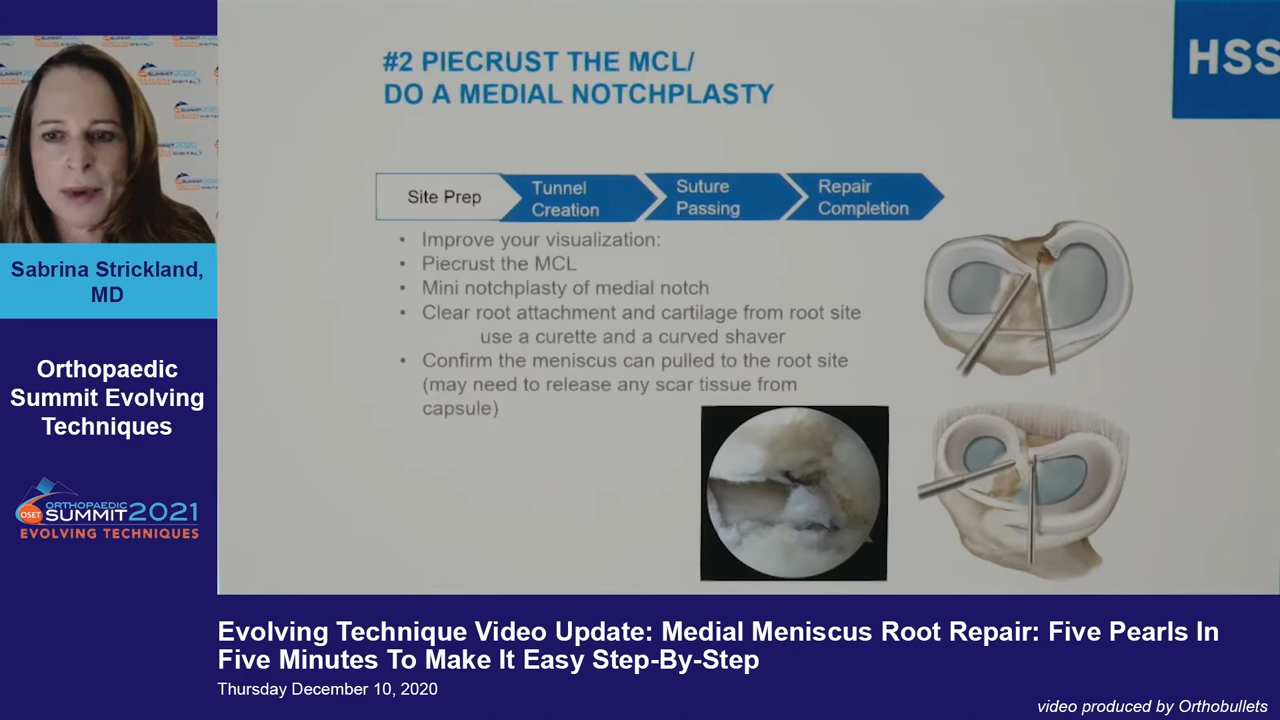 #2 PIECRUST THE MCL/
DO A MEDIAL NOTCHPLASTY
HSS
Site Prep
Tunnel
Creation
Suture
Passing
Repair
Completion
• Improve your visualization:
• Piecrust the MCL
• Mini notchplasty of medial notch
• Clear root attachment and cartilage from root site
use a curette and a curved shaver
• Confirm the meniscus can pulled to the root site
(may need to release any scar tissue from
capsule)
Sabrina Strickland,
MD
Orthopaedic
Summit Evolving
Techniques
OSET
ORTHOPAEDIC
SUMMIT 2021
EVOLVING TECHNIQUES
Evolving Technique Video Update: Medial Meniscus Root Repair: Five Pearls In
Five Minutes To Make It Easy Step-By-Step
Thursday December 10, 2020
video produced by Orthobullets